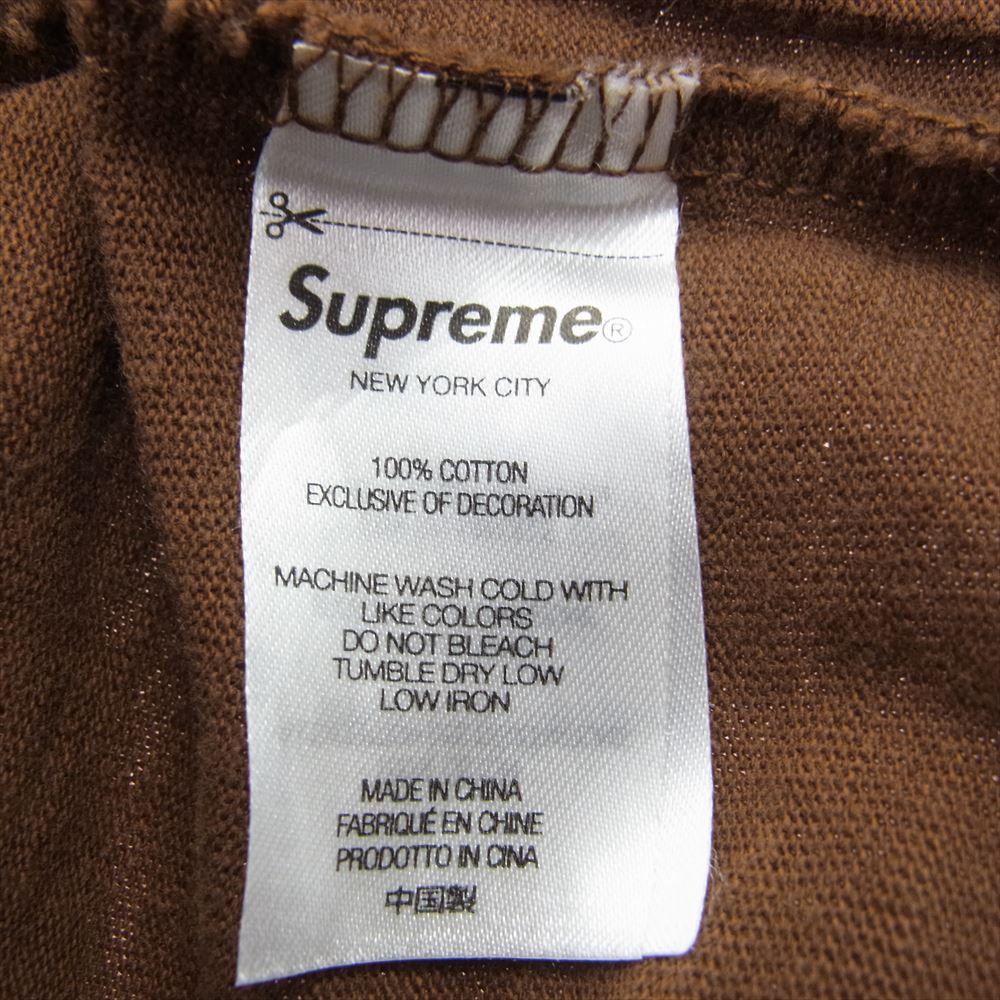 Supreme®
NEW YORK CITY
100% COTTON
EXCLUSIVE OF DECORATION
MACHINE WASH COLD WITH
LIKE COLORS
DO NOT BLEACH
TUMBLE DRY LOW
LOW IRON
MADE IN CHINA
FABRIQUÉ EN CHINE
PRODOTTO IN CINA
中国製